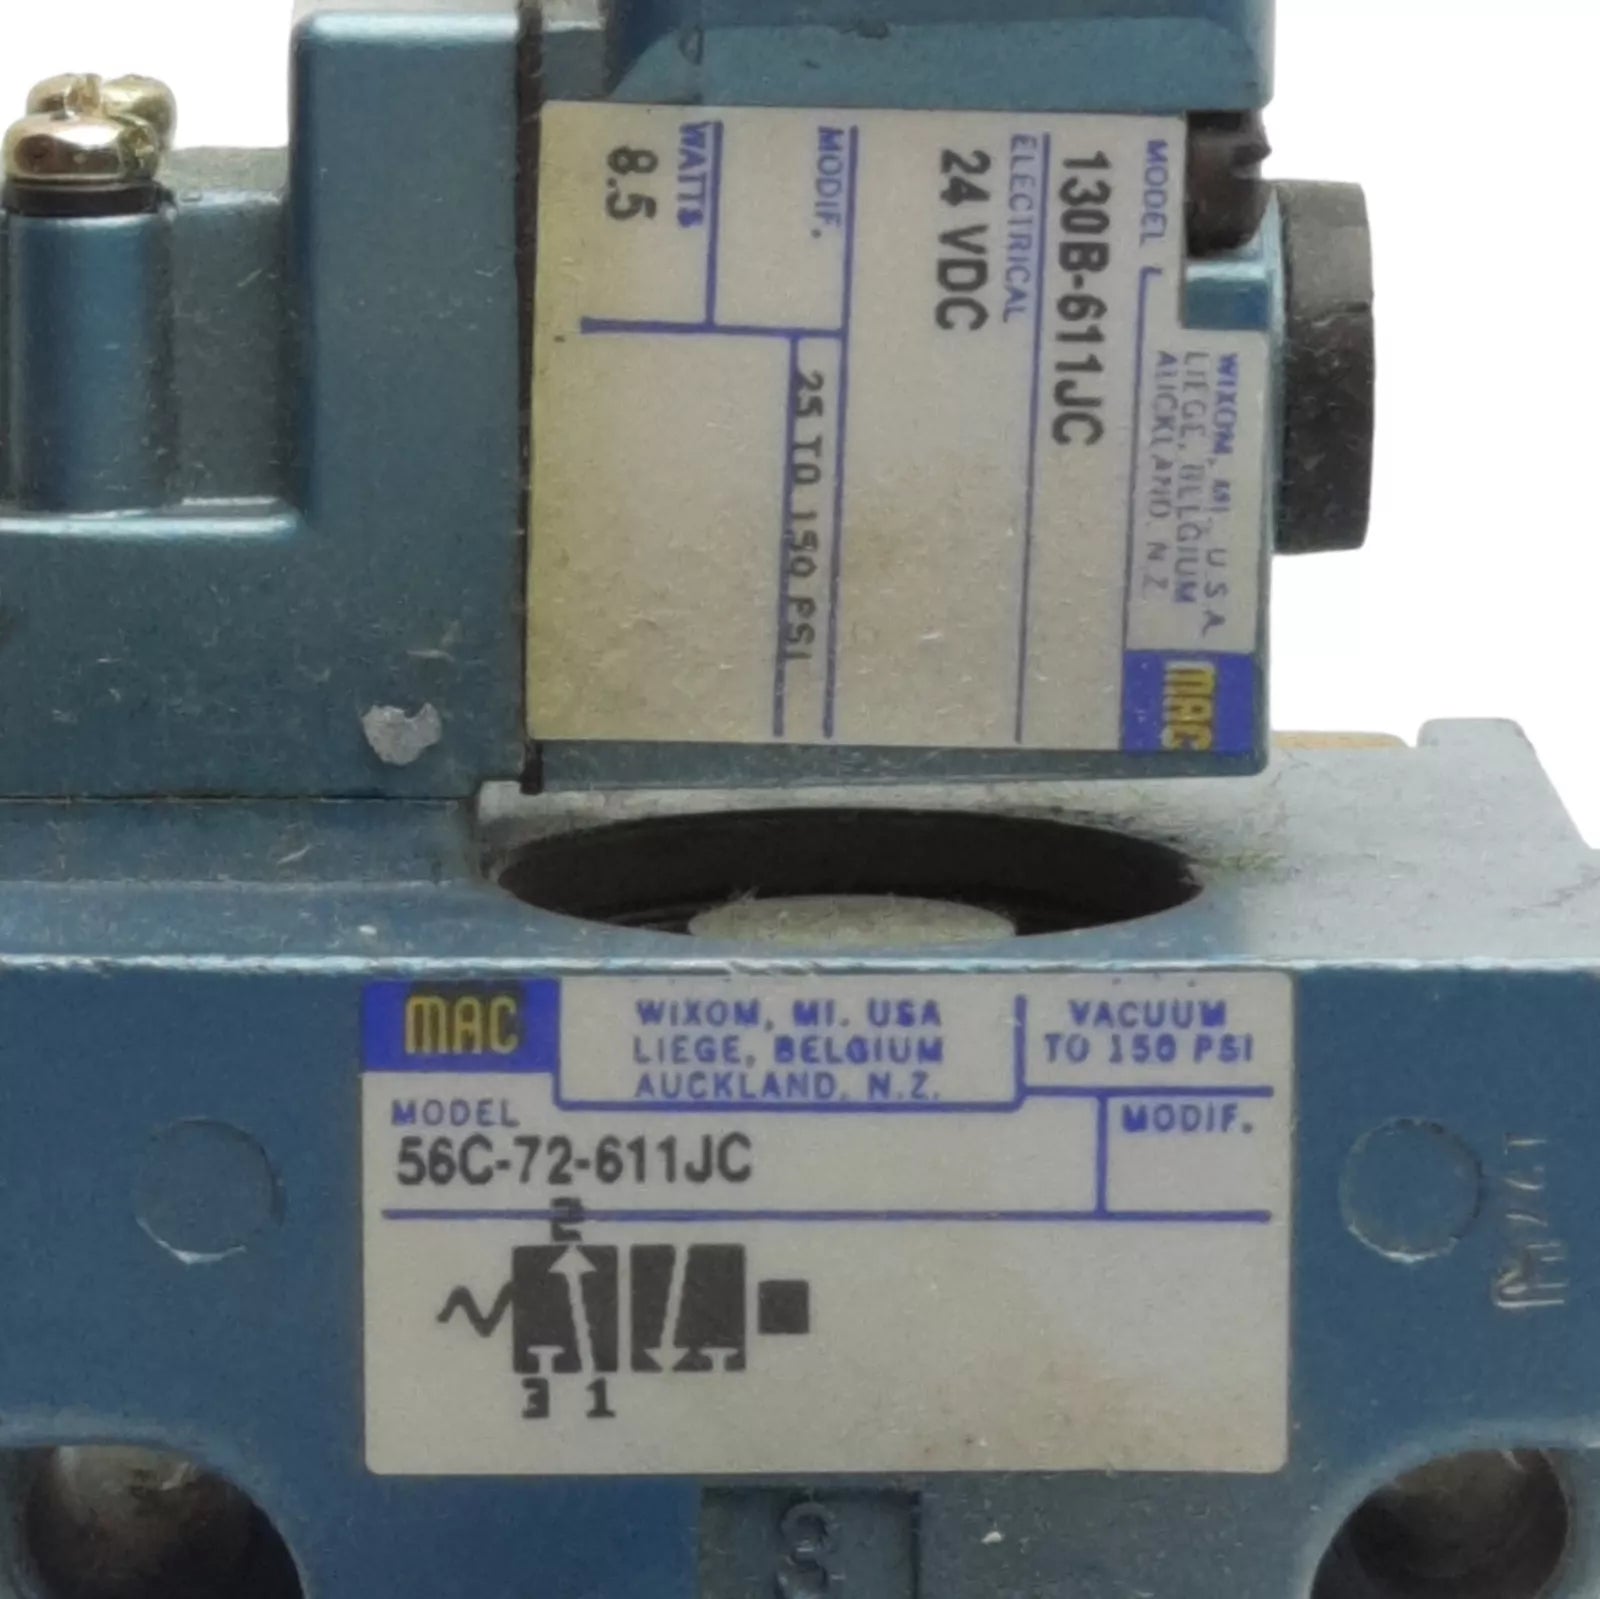 MODEL
130B-611JC
WIXOM, MI, U.S.A
LIEGE, BELGIUM
AUCKLAND, N.Z.
MAC
ELECTRICAL
24 VDC
MODIF.
25 TO 150 PSI
WATTS
8.5
MAC
WIXOM, MI. USA
LIEGE, BELGIUM
AUCKLAND, N.Z.
VACUUM
TO 150 PSI
MODEL
56C-72-611JC
MODIF.
2
3 1
3